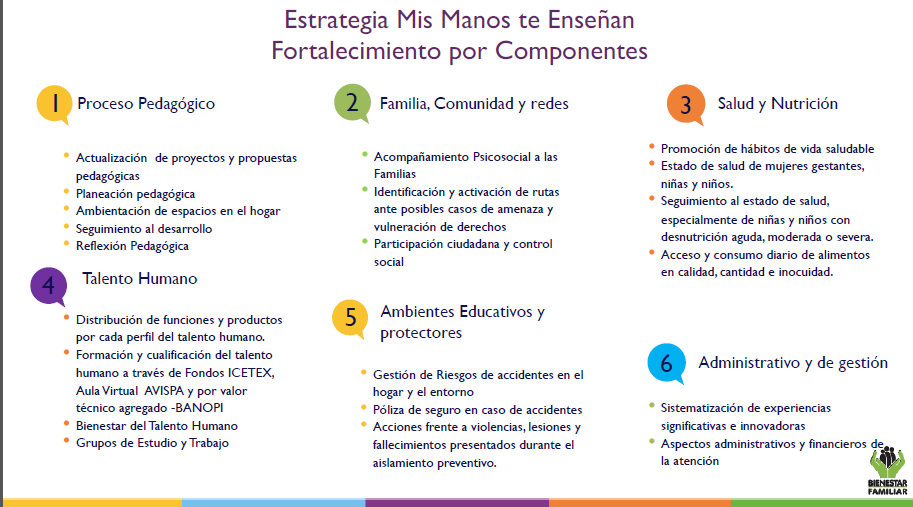 Estrategia Mis Manos te Enseñan
Fortalecimiento por Componentes
1 Proceso Pedagógico
• Actualización de proyectos y propuestas
pedagógicas
• Planeación pedagógica
• Ambientación de espacios en el hogar
• Seguimiento al desarrollo
• Reflexión Pedagógica
2 Familia, Comunidad y redes
• Acompañamiento Psicosocial a las
Familias
• Identificación y activación de rutas
ante posibles casos de amenaza y
vulneración de derechos
• Participación ciudadana y control
social
3 Salud y Nutrición
• Promoción de hábitos de vida saludable
• Estado de salud de mujeres gestantes,
niñas y niños.
• Seguimiento al estado de salud,
especialmente de niñas y niños con
desnutrición aguda, moderada o severa.
• Acceso y consumo diario de alimentos
en calidad, cantidad e inocuidad.
4 Talento Humano
• Distribución de funciones y productos
por cada perfil del talento humano.
• Formación y cualificación del talento
humano a través de Fondos ICETEX,
Aula Virtual AVISPA y por valor
técnico agregado -BANOPI
• Bienestar del Talento Humano
• Grupos de Estudio y Trabajo
5 Ambientes Educativos y
protectores
• Gestión de Riesgos de accidentes en el
hogar y el entorno
• Póliza de seguro en caso de accidentes
• Acciones frente a violencias, lesiones y
fallecimientos presentados durante el
aislamiento preventivo.
6 Administrativo y de gestión
• Sistematización de experiencias
significativas e innovadoras
• Aspectos administrativos y financieros de
la atención
BIENESTAR
FAMILIAR